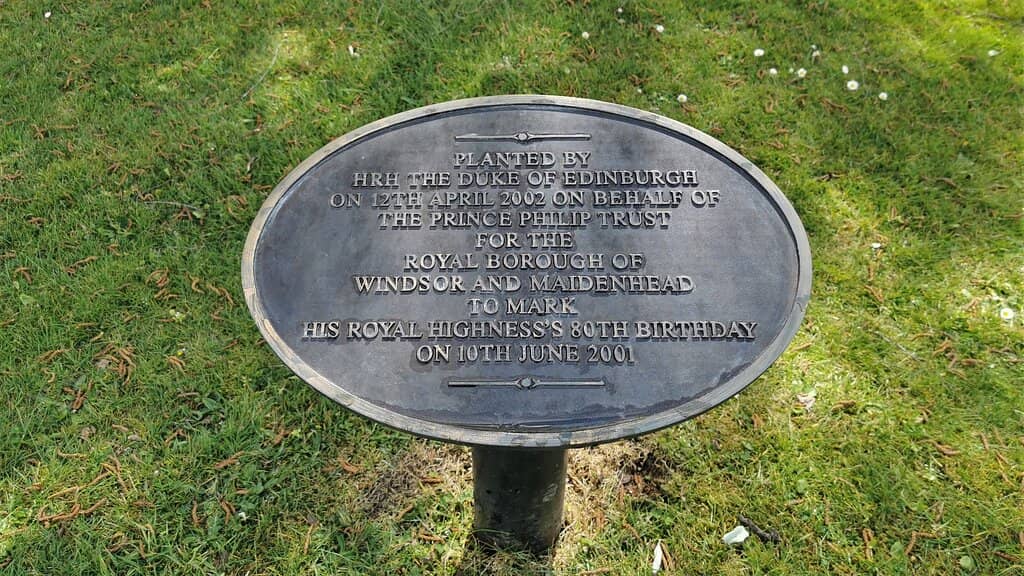 PLANTED BY
HRH THE DUKE OF EDINBURGH
ON 12TH APRIL 2002 ON BEHALF OF
THE PRINCE PHILIP TRUST
FOR THE
ROYAL BOROUGH OF
WINDSOR AND MAIDENHEAD
TO MARK
HIS ROYAL HIGHNESS'S 80TH BIRTHDAY
ON 10TH JUNE 2001